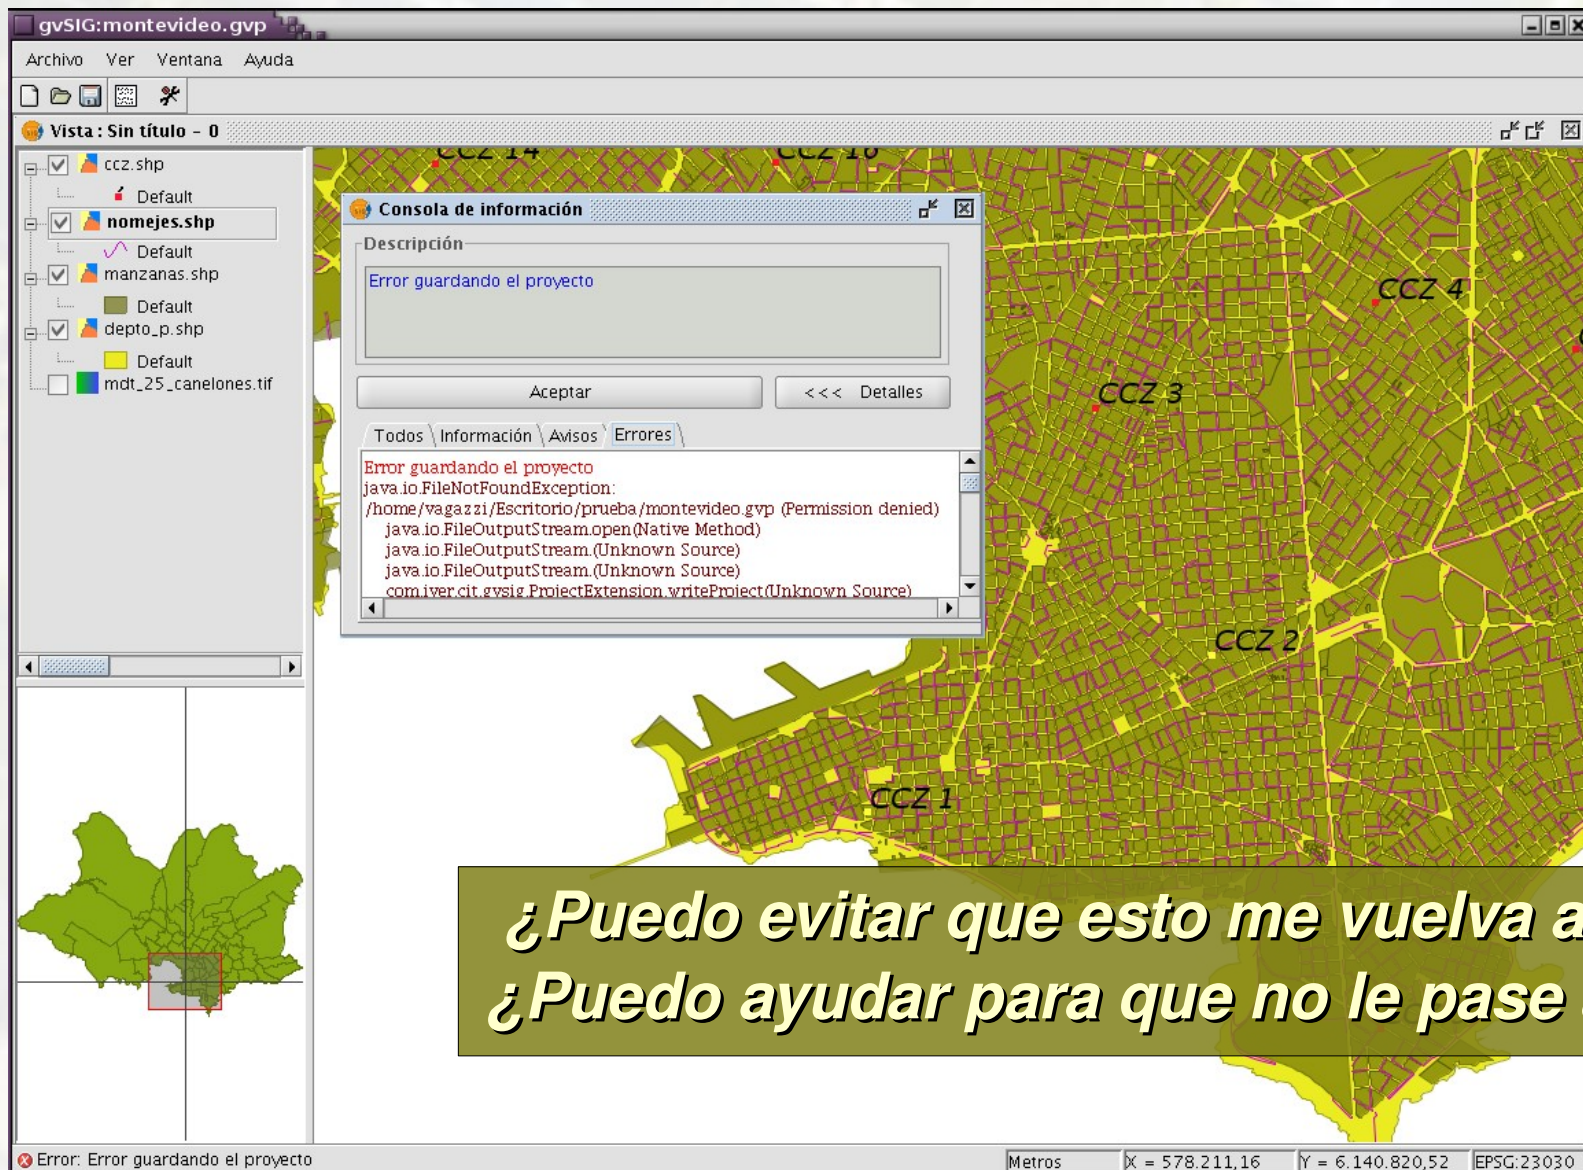 gvSIG:montevideo.gvp
Archivo Ver Ventana Ayuda
Vista : Sin título - 0
ccz.shp
Default
nomejes.shp
Default
manzanas.shp
Default
depto_p.shp
Default
mdt_25_canelones.tif
CCZ 14
CCZ 16
Consola de información
Descripción
Error guardando el proyecto
Aceptar
<<< Detalles
Todos Información Avisos Errores
Error guardando el proyecto
java.io.FileNotFoundException:
/home/vagazzi/Escritorio/prueba/montevideo.gvp (Permission denied)
java.io.FileOutputStream.open(Native Method)
java.io.FileOutputStream.(Unknown Source)
java.io.FileOutputStream.(Unknown Source)
com.iver.cit.gvsig.ProjectExtension.writeProject(Unknown Source)
CCZ 4
CCZ 3
CCZ 2
CCZ 1
¿Puedo evitar que esto me vuelva a
¿Puedo ayudar para que no le pase
Error: Error guardando el proyecto
Metros
X = 578.211,16
Y = 6.140.820,52
EPSG:23030